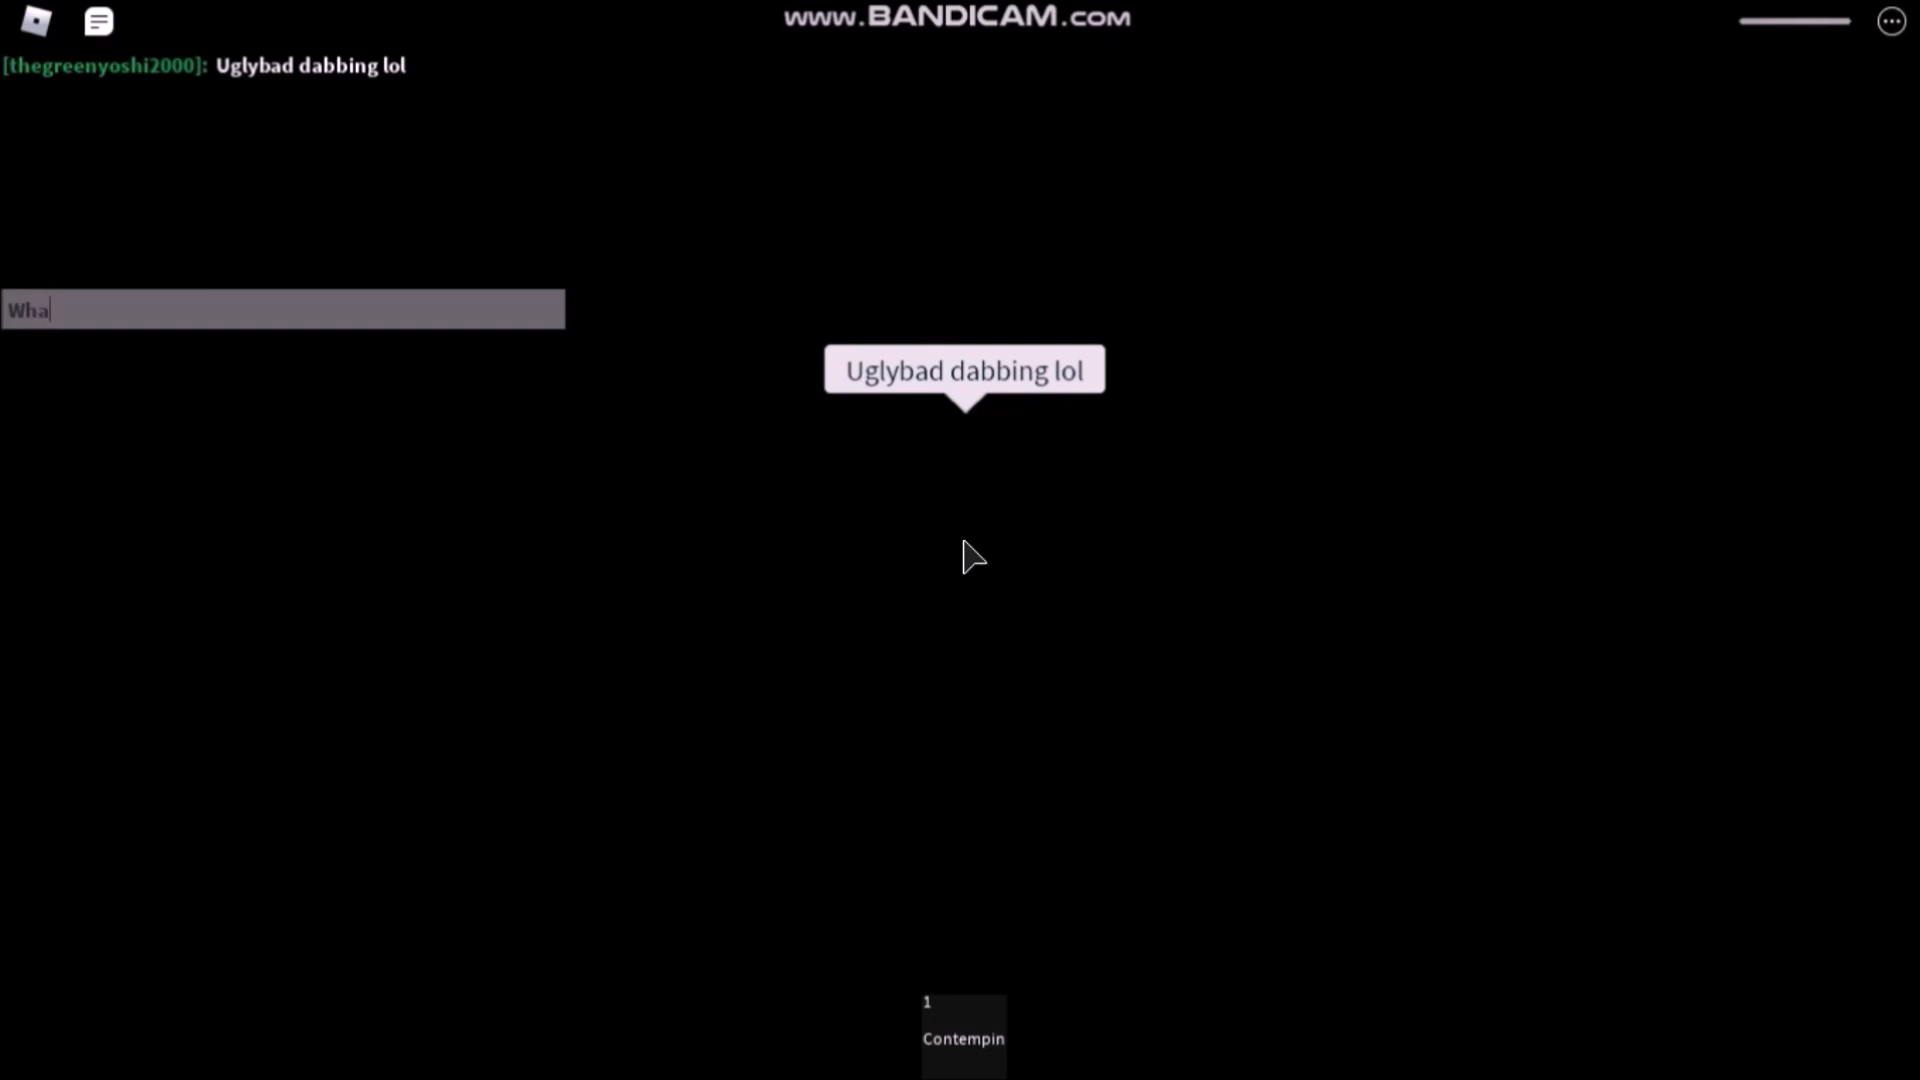 www.BANDICAM.com
[thegreenyoshi2000]: Uglybad dabbing lol
Wha
Uglybad dabbing lol
1
Contempin